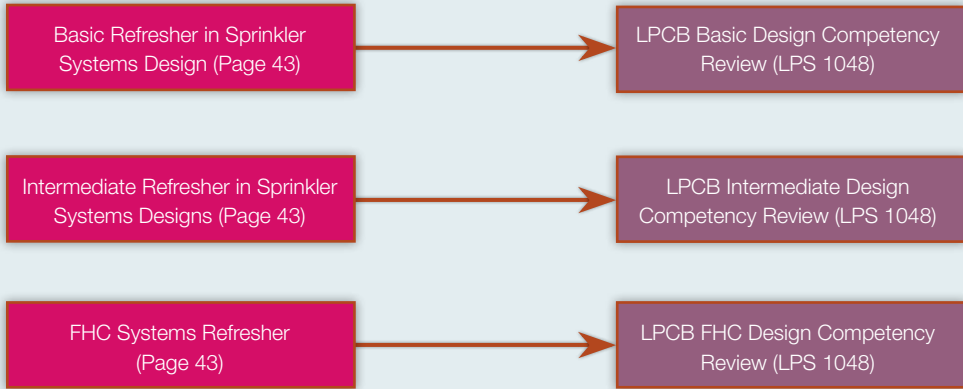 Basic Refresher in Sprinkler
Systems Design (Page 43)
LPCB Basic Design Competency
Review (LPS 1048)
Intermediate Refresher in Sprinkler
Systems Designs (Page 43)
LPCB Intermediate Design
Competency Review (LPS 1048)
FHC Systems Refresher
(Page 43)
LPCB FHC Design Competency
Review (LPS 1048)